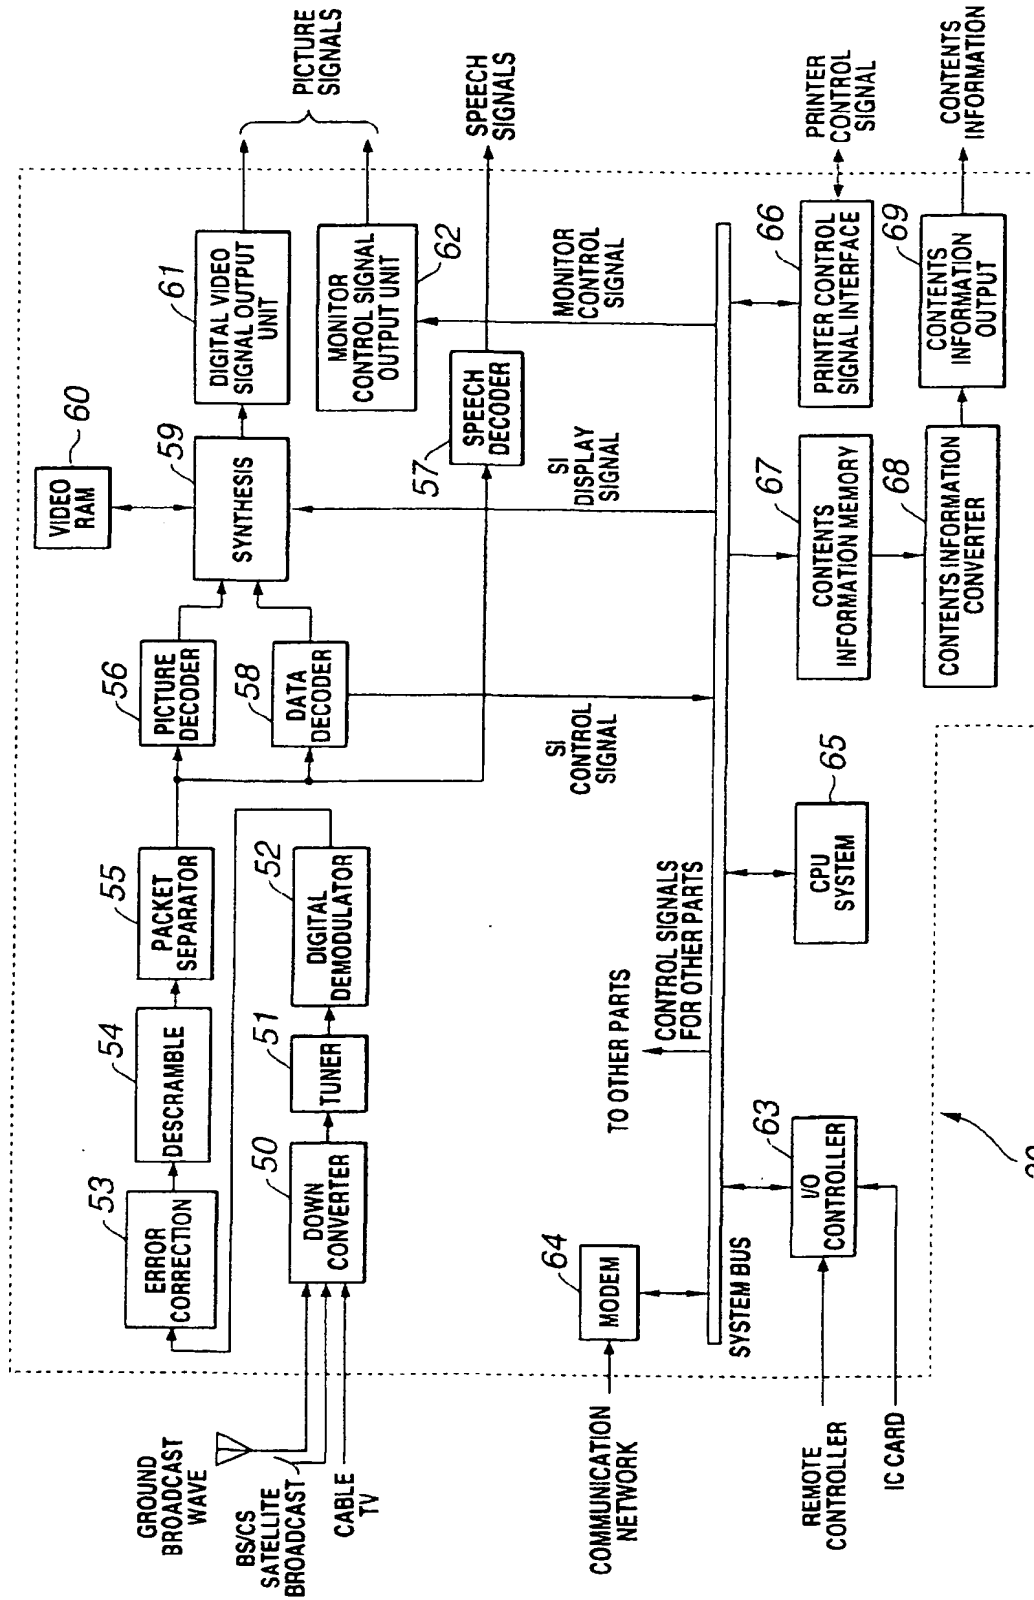 GROUND
BROADCAST
WAVE
BS/CS
SATELLITE
BROADCAST
CABLE
TV
53
ERROR
CORRECTION
54
DESCRAMBLE
55
PACKET
SEPARATOR
50
DOWN
CONVERTER
51
TUNER
52
DIGITAL
DEMODULATOR
56
PICTURE
DECODER
58
DATA
DECODER
60
VIDEO
RAM
59
SYNTHESIS
61
DIGITAL VIDEO
SIGNAL OUTPUT
UNIT
MONITOR
CONTROL SIGNAL
OUTPUT UNIT
62
57
SPEECH
DECODER
PICTURE
SIGNALS
SPEECH
SIGNALS
SI
CONTROL
SIGNAL
SI
DISPLAY
SIGNAL
MONITOR
CONTROL
SIGNAL
COMMUNICATION
NETWORK
64
MODEM
TO OTHER PARTS
CONTROL SIGNALS
FOR OTHER PARTS
SYSTEM BUS
REMOTE
CONTROLLER
IC CARD
63
I/O
CONTROLLER
65
CPU
SYSTEM
67
CONTENTS
INFORMATION MEMORY
66
PRINTER CONTROL
SIGNAL INTERFACE
PRINTER
CONTROL
SIGNAL
68
CONTENTS INFORMATION
CONVERTER
69
CONTENTS
INFORMATION
OUTPUT
CONTENTS
INFORMATION